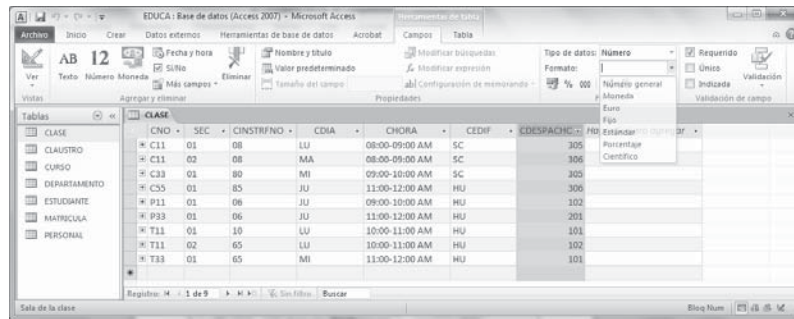 EDUCA : Base de datos (Access 2007) - Microsoft Access
Herramientas de tabla
Archivo Inicio Crear Datos externos Herramientas de base de datos Acrobat Campos Tabla
Ver
AB Texto
12 Número
Moneda
Fecha y hora
Sí/No
Más campos
Eliminar
Nombre y título
Valor predeterminado
Tamaño del campo
Modificar búsquedas
Modificar expresión
Configuración de memorando
Tipo de datos: Número
Formato:
% 000
Requerido
Único
Indizada
Validación
Vistas Agregar y eliminar Propiedades Validación de campo
Número general
Moneda
Euro
Fijo
Estándar
Porcentaje
Científico
Tablas
CLASE
CLAUSTRO
CURSO
DEPARTAMENTO
ESTUDIANTE
MATRICULA
PERSONAL
CLASE
CNO SEC CINSTRFNO CDIA CHORA CEDIF CDESPACHC
C11 01 08 LU 08:00-09:00 AM SC 305
C11 02 08 MA 08:00-09:00 AM SC 306
C33 01 80 MI 09:00-10:00 AM SC 305
C55 01 85 JU 11:00-12:00 AM HU 306
P11 01 06 JU 09:00-10:00 AM HU 102
P33 01 06 JU 11:00-12:00 AM HU 201
T11 01 10 LU 10:00-11:00 AM HU 101
T11 02 65 LU 10:00-11:00 AM HU 102
T33 01 65 MI 11:00-12:00 AM HU 101
Registro: 1 de 9 Sin filtro Buscar
Sala de la clase Bloq Num